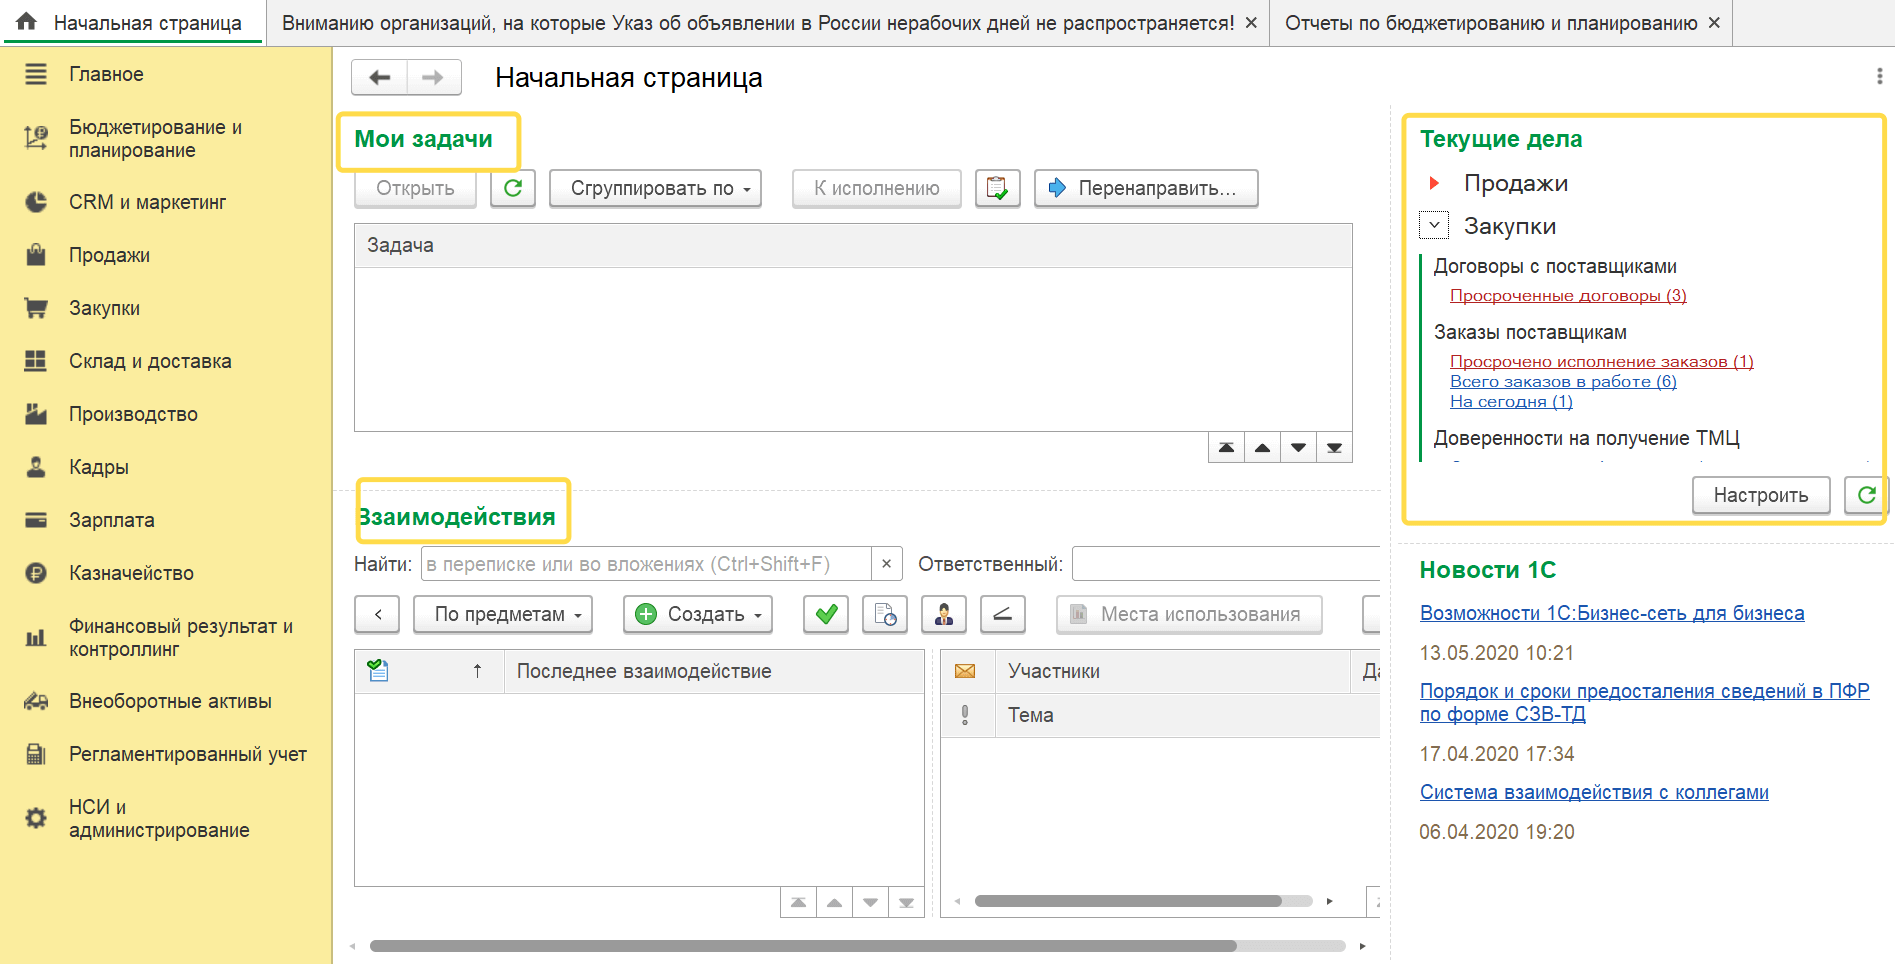 Начальная страница
Вниманию организаций, на которые Указ об объявлении в России нерабочих дней не распространяется! ×
Отчеты по бюджетированию и планированию ×
Главное
Бюджетирование и
планирование
CRM и маркетинг
Продажи
Закупки
Склад и доставка
Производство
Кадры
Зарплата
Казначейство
Финансовый результат и
контроллинг
Внеоборотные активы
Регламентированный учет
НСИ и
администрирование
Начальная страница
Мои задачи
Открыть
Сгруппировать по
К исполнению
Перенаправить...
Задача
Взаимодействия
Найти: в переписке или во вложениях (Ctrl+Shift+F) × Ответственный:
По предметам
Создать
Места использования
Последнее взаимодействие
Участники
Да
Тема
Текущие дела
Продажи
Закупки
Договоры с поставщиками
Просроченные договоры (3)
Заказы поставщикам
Просрочено исполнение заказов (1)
Всего заказов в работе (6)
На сегодня (1)
Доверенности на получение ТМЦ
Настроить
Новости 1С
Возможности 1С:Бизнес-сеть для бизнеса
13.05.2020 10:21
Порядок и сроки предосталения сведений в ПФР
по форме СЗВ-ТД
17.04.2020 17:34
Система взаимодействия с коллегами
06.04.2020 19:20